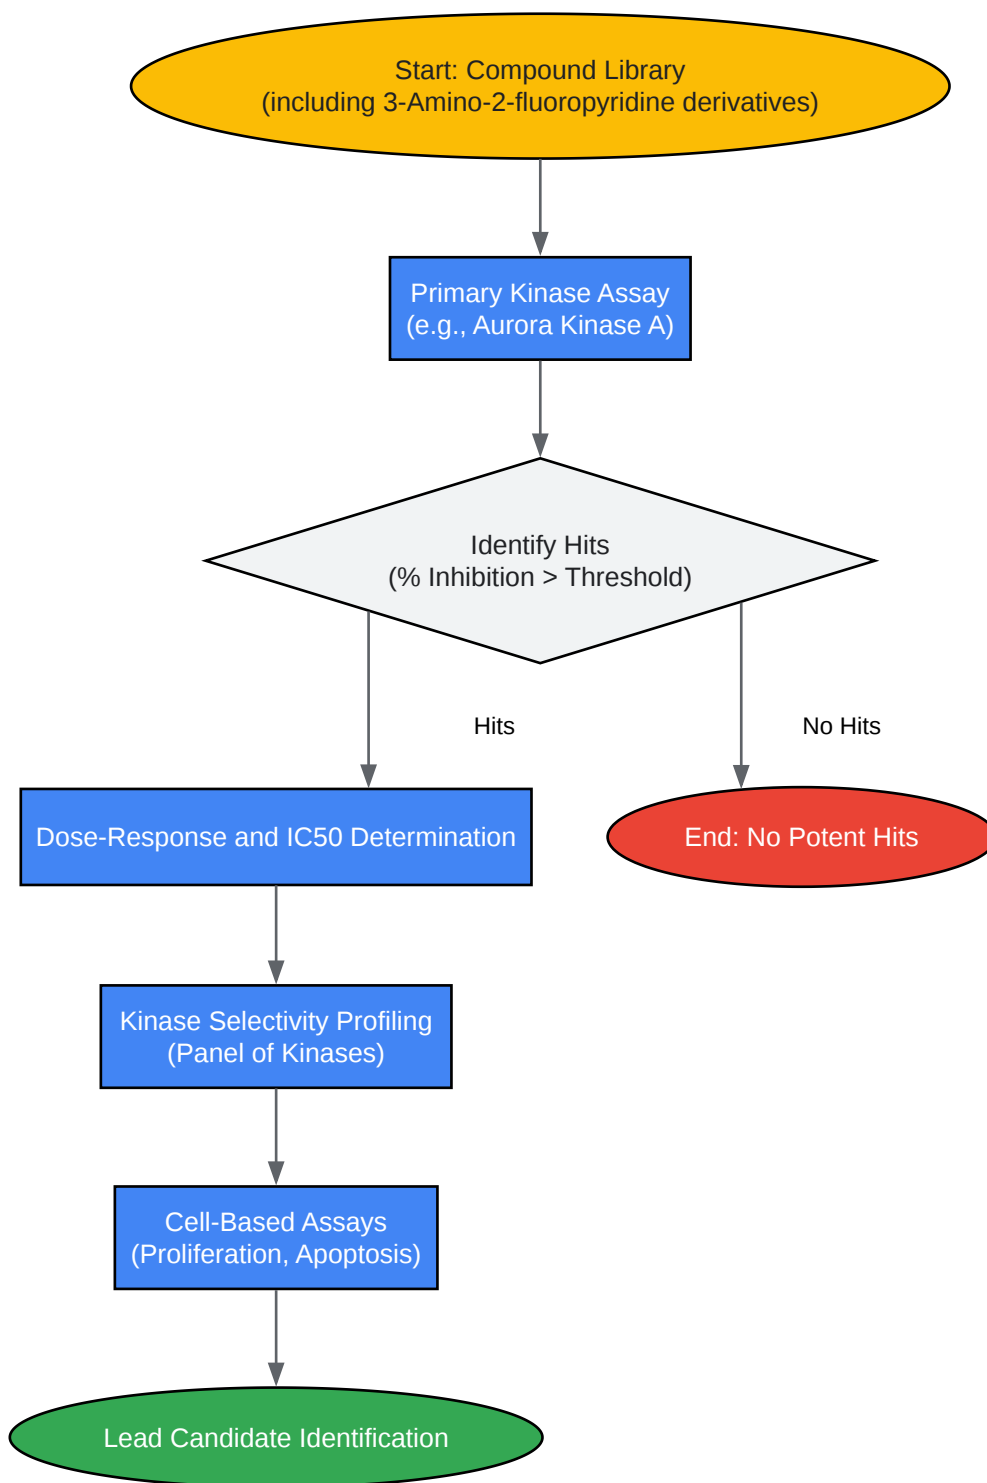 Start: Compound Library
(including 3-Amino-2-fluoropyridine derivatives)
Primary Kinase Assay
(e.g., Aurora Kinase A)
Identify Hits
(% Inhibition > Threshold)
Hits
No Hits
Dose-Response and IC50 Determination
End: No Potent Hits
Kinase Selectivity Profiling
(Panel of Kinases)
Cell-Based Assays
(Proliferation, Apoptosis)
Lead Candidate Identification